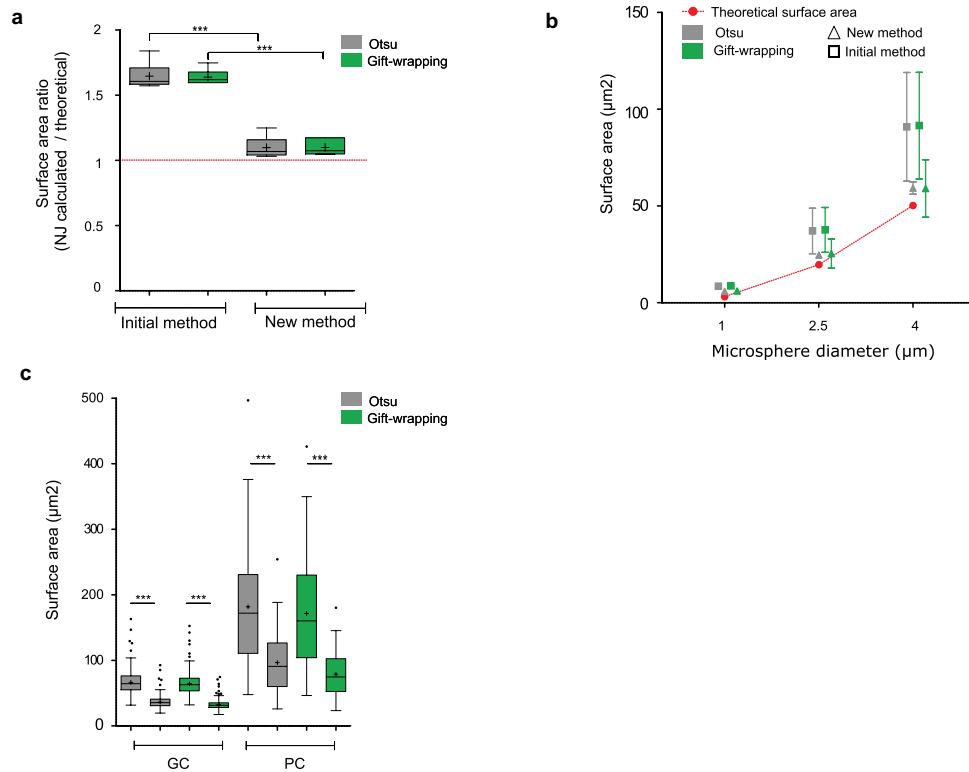 a
2
1.5
1
0.5
0
Surface area ratio
(NJ calculated / theoretical)
***
***
Otsu
Gift-wrapping
Initial method
New method
b
150
100
50
0
Surface area (µm2)
Theoretical surface area
Otsu
New method
Gift-wrapping
Initial method
1
2.5
4
Microsphere diameter (µm)
c
500
400
300
200
100
0
Surface area (µm2)
Otsu
Gift-wrapping
***
***
***
***
GC
PC